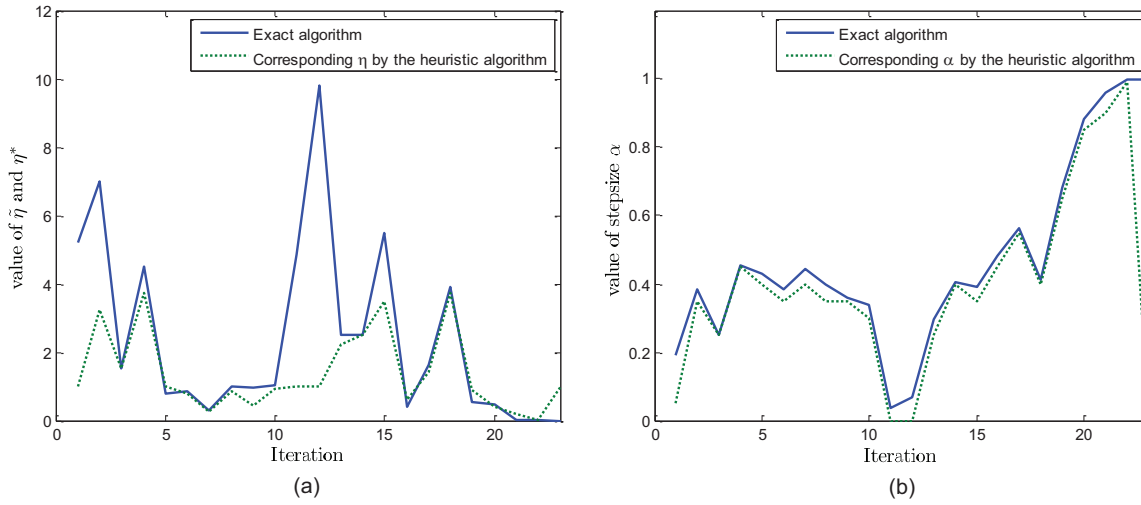 12
10
8
6
4
2
0
0
5
10
15
20
value of η̃ and η*
Iteration
Exact algorithm
Corresponding η by the heuristic algorithm
(a)
1
0.8
0.6
0.4
0.2
0
0
5
10
15
20
value of stepsize α
Iteration
Exact algorithm
Corresponding α by the heuristic algorithm
(b)